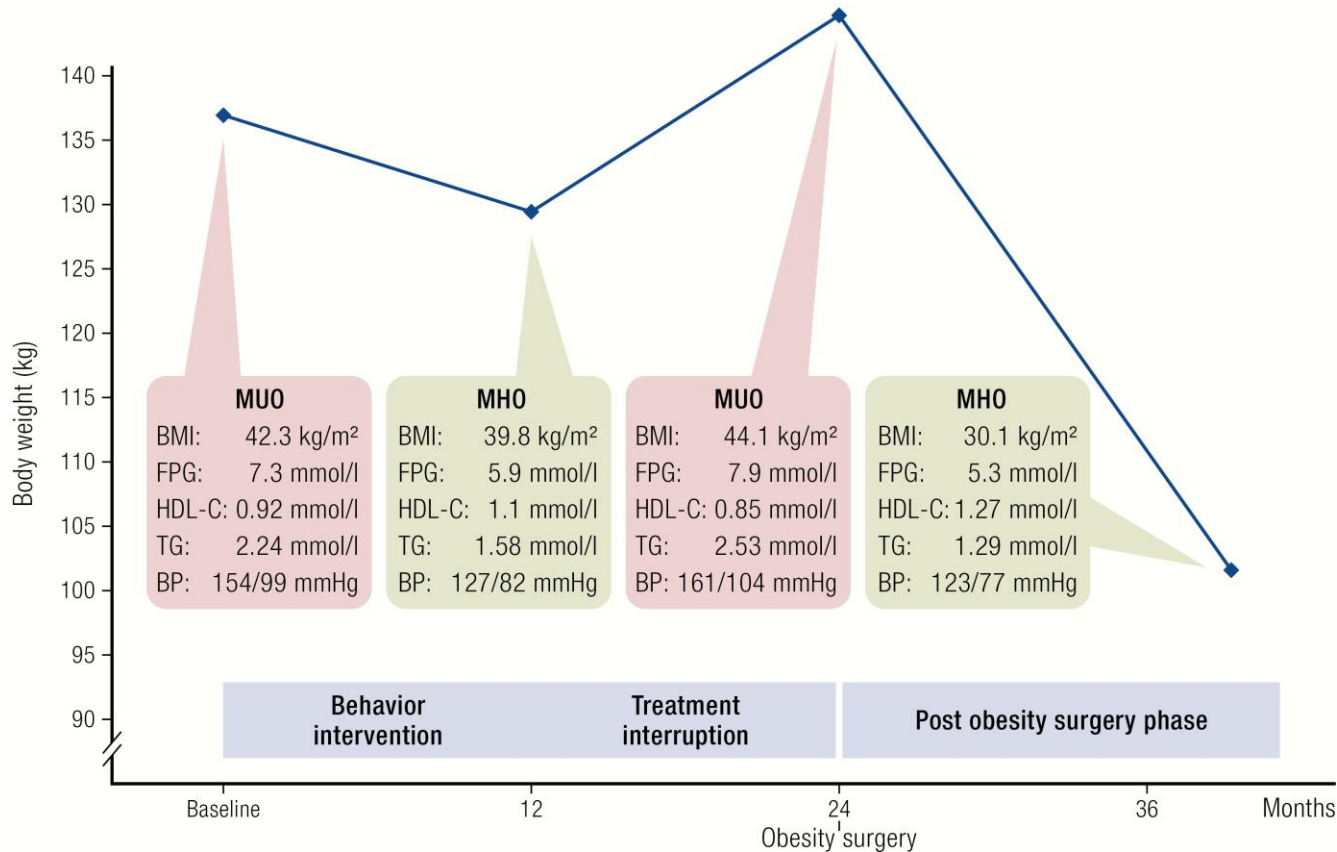 Body weight (kg)
140
135
130
125
120
115
110
105
100
95
90
MUO
BMI: 42.3 kg/m²
FPG: 7.3 mmol/l
HDL-C: 0.92 mmol/l
TG: 2.24 mmol/l
BP: 154/99 mmHg
MHO
BMI: 39.8 kg/m²
FPG: 5.9 mmol/l
HDL-C: 1.1 mmol/l
TG: 1.58 mmol/l
BP: 127/82 mmHg
MUO
BMI: 44.1 kg/m²
FPG: 7.9 mmol/l
HDL-C: 0.85 mmol/l
TG: 2.53 mmol/l
BP: 161/104 mmHg
MHO
BMI: 30.1 kg/m²
FPG: 5.3 mmol/l
HDL-C: 1.27 mmol/l
TG: 1.29 mmol/l
BP: 123/77 mmHg
Behavior
intervention
Treatment
interruption
Post obesity surgery phase
Baseline 12 24 36 Months
Obesity surgery